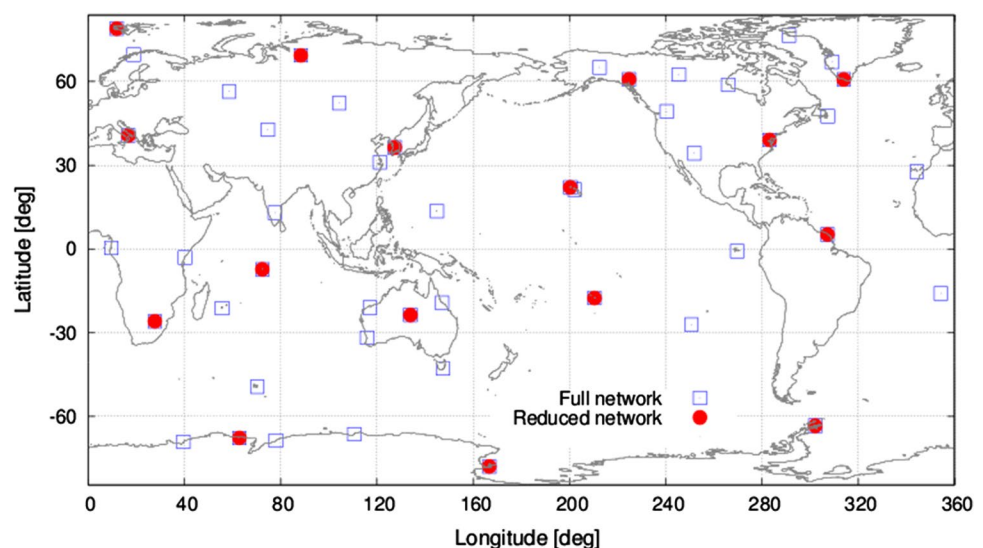 60
30
0
-30
-60
Latitude [deg]
Full network
Reduced network
0 40 80 120 160 200 240 280 320 360
Longitude [deg]